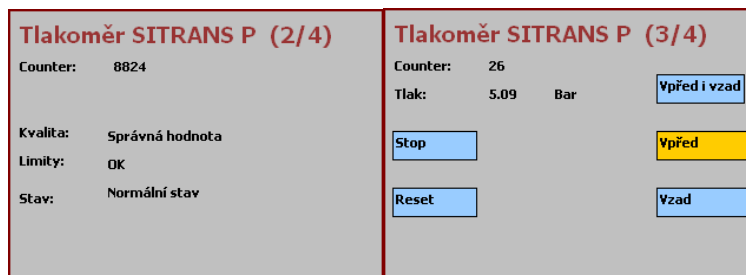 Tlakoměr SITRANS P (2/4)
Counter: 8824
Kvalita: Správná hodnota
Limity: OK
Stav: Normální stav
Tlakoměr SITRANS P (3/4)
Counter: 26
Tlak: 5.09 Bar
Vpřed i vzad
Stop
Vpřed
Reset
Vzad